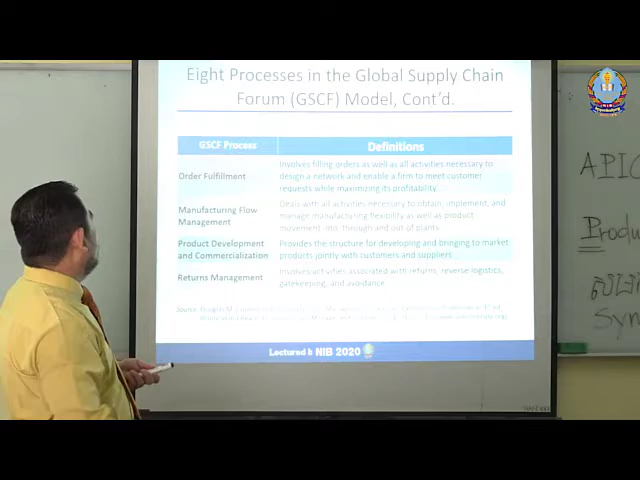 Eight Processes in the Global Supply Chain
Forum (GSCF) Model, Cont'd.
GSCF Process
Definitions
Order Fulfillment
Involves filling orders as well as all activities necessary to
design a network and enable a firm to meet customer
requests while maximizing its profitability.
Manufacturing Flow
Management
Deals with all activities necessary to obtain, implement, and
manage manufacturing flexibility as well as product
movement into, through and out of plants.
Product Development
and Commercialization
Provides the structure for developing and bringing to market
products jointly with customers and suppliers
Returns Management
Involves activities associated with returns, reverse logistics,
gatekeeping, and avoidance.
Source: Douglas M.
Lectured b NIB 2020
APIC
Produ
Syn